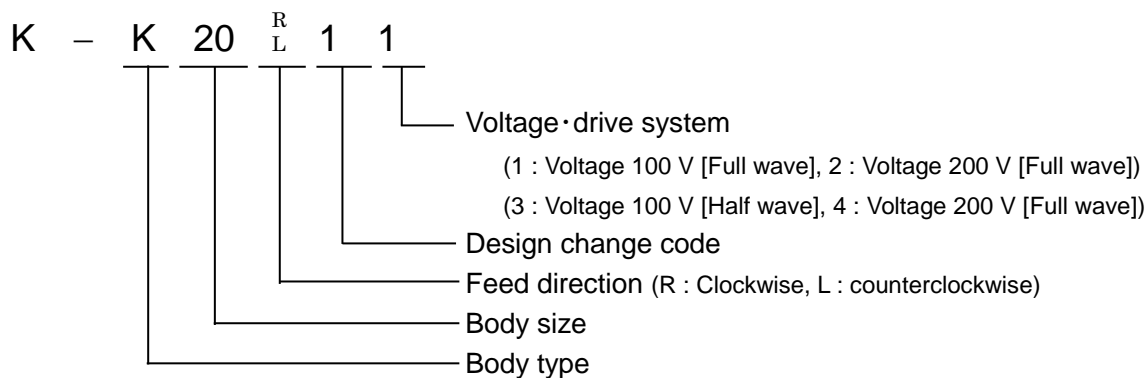 K – K 20 R L 1 1
Voltage･drive system
(1 : Voltage 100 V [Full wave], 2 : Voltage 200 V [Full wave])
(3 : Voltage 100 V [Half wave], 4 : Voltage 200 V [Full wave])
Design change code
Feed direction (R : Clockwise, L : counterclockwise)
Body size
Body type